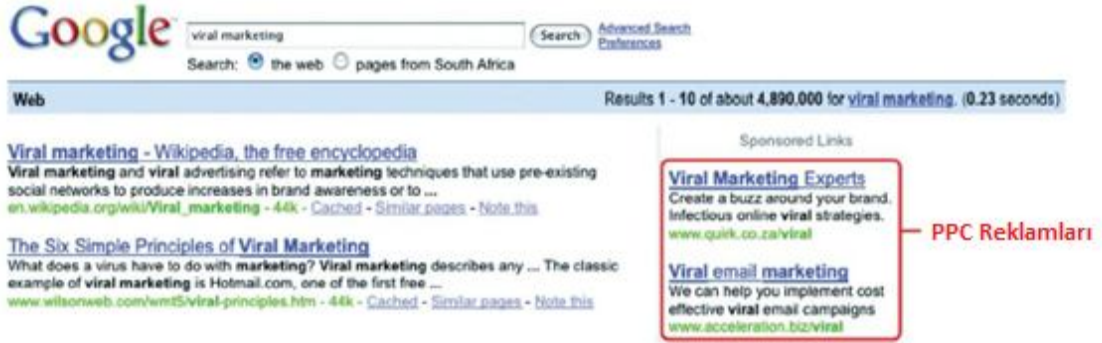 Google
viral marketing
Search
Advanced Search
Preferences
Search: the web pages from South Africa
Web
Results 1 - 10 of about 4,890,000 for viral marketing. (0.23 seconds)
Viral marketing - Wikipedia, the free encyclopedia
Viral marketing and viral advertising refer to marketing techniques that use pre-existing
social networks to produce increases in brand awareness or to ...
en.wikipedia.org/wiki/Viral_marketing - 44k - Cached - Similar pages - Note this
The Six Simple Principles of Viral Marketing
What does a virus have to do with marketing? Viral marketing describes any ... The classic
example of viral marketing is Hotmail.com, one of the first free ...
www.wilsonweb.com/wmt5/viral-principles.htm - 44k - Cached - Similar pages - Note this
Sponsored Links
Viral Marketing Experts
Create a buzz around your brand.
Infectious online viral strategies.
www.quirk.co.za/viral
Viral email marketing
We can help you implement cost
effective viral email campaigns
www.acceleration.biz/viral
PPC Reklamları